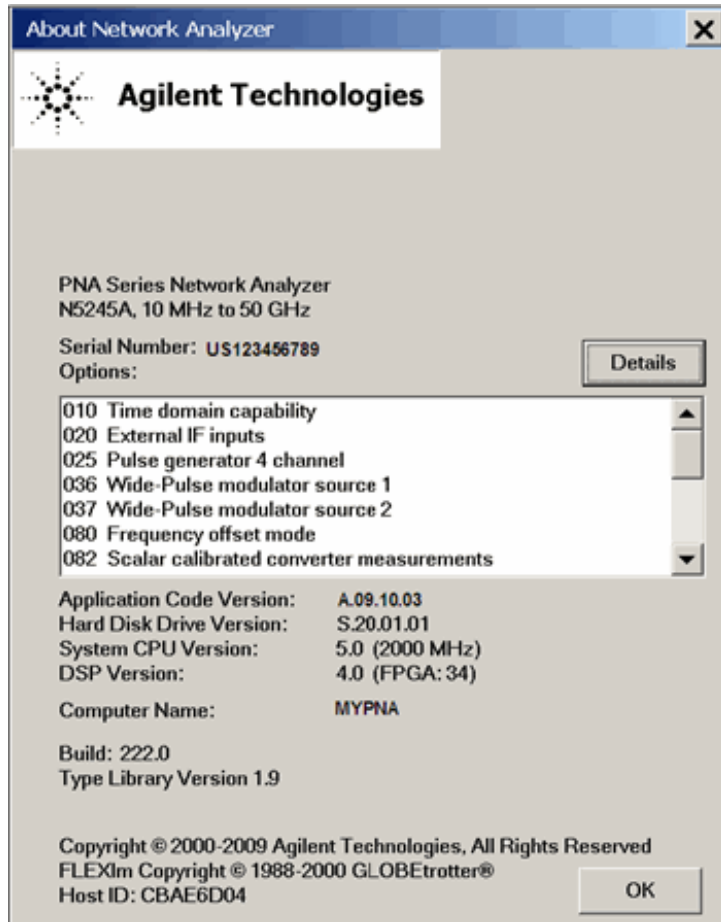 About Network Analyzer
Agilent Technologies
PNA Series Network Analyzer
N5245A, 10 MHz to 50 GHz
Serial Number: US123456789
Options:
Details
010 Time domain capability
020 External IF inputs
025 Pulse generator 4 channel
036 Wide-Pulse modulator source 1
037 Wide-Pulse modulator source 2
080 Frequency offset mode
082 Scalar calibrated converter measurements
Application Code Version: A.09.10.03
Hard Disk Drive Version: S.20.01.01
System CPU Version: 5.0 (2000 MHz)
DSP Version: 4.0 (FPGA: 34)
Computer Name: MYPNA
Build: 222.0
Type Library Version 1.9
Copyright © 2000-2009 Agilent Technologies, All Rights Reserved
FLEXlm Copyright © 1988-2000 GLOBEtrotter®
Host ID: CBAE6D04
OK